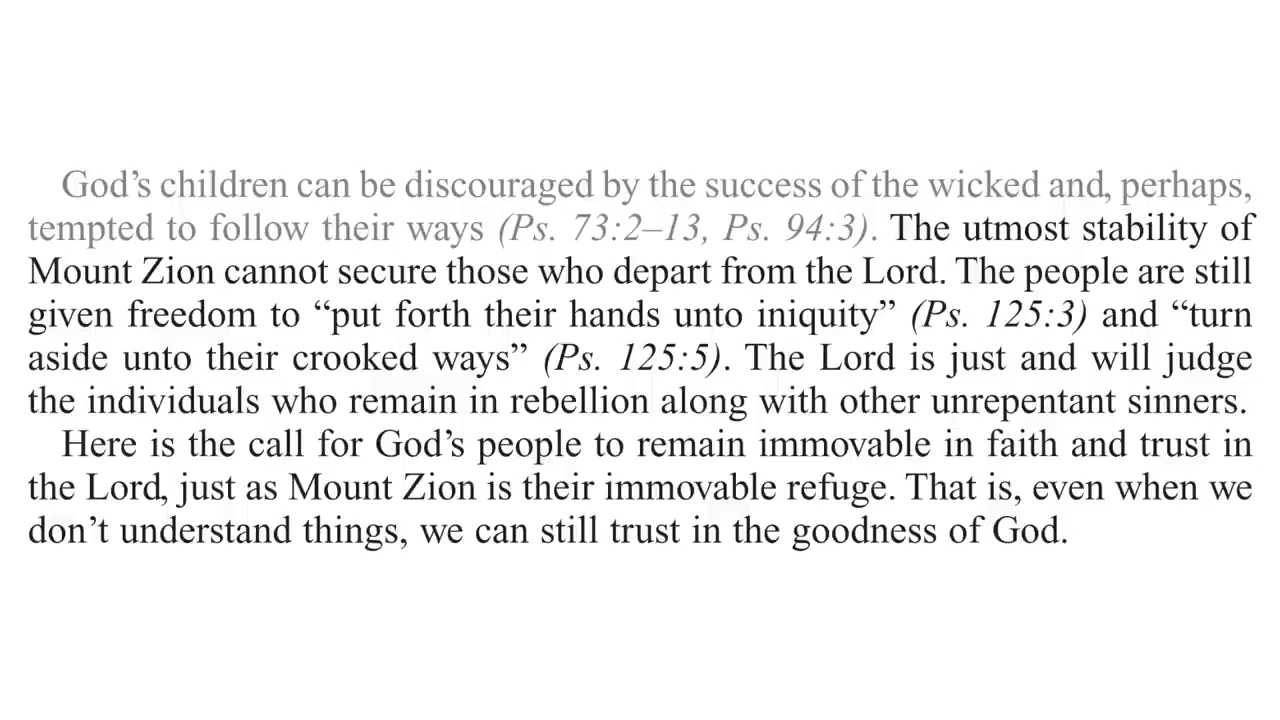 God’s children can be discouraged by the success of the wicked and, perhaps,
tempted to follow their ways (Ps. 73:2–13, Ps. 94:3). The utmost stability of
Mount Zion cannot secure those who depart from the Lord. The people are still
given freedom to “put forth their hands unto iniquity” (Ps. 125:3) and “turn
aside unto their crooked ways” (Ps. 125:5). The Lord is just and will judge
the individuals who remain in rebellion along with other unrepentant sinners.
Here is the call for God’s people to remain immovable in faith and trust in
the Lord, just as Mount Zion is their immovable refuge. That is, even when we
don’t understand things, we can still trust in the goodness of God.